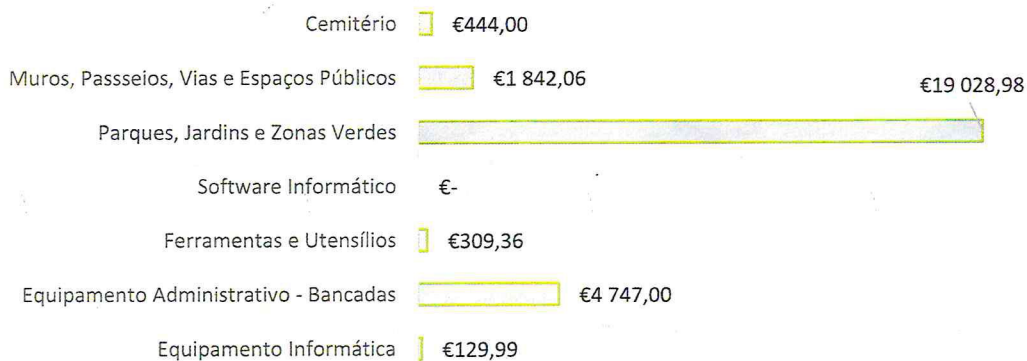 Cemitério €444,00
Muros, Passseios, Vias e Espaços Públicos €1 842,06
€19 028,98
Parques, Jardins e Zonas Verdes
Software Informático €-
Ferramentas e Utensílios €309,36
Equipamento Administrativo - Bancadas €4 747,00
Equipamento Informática €129,99